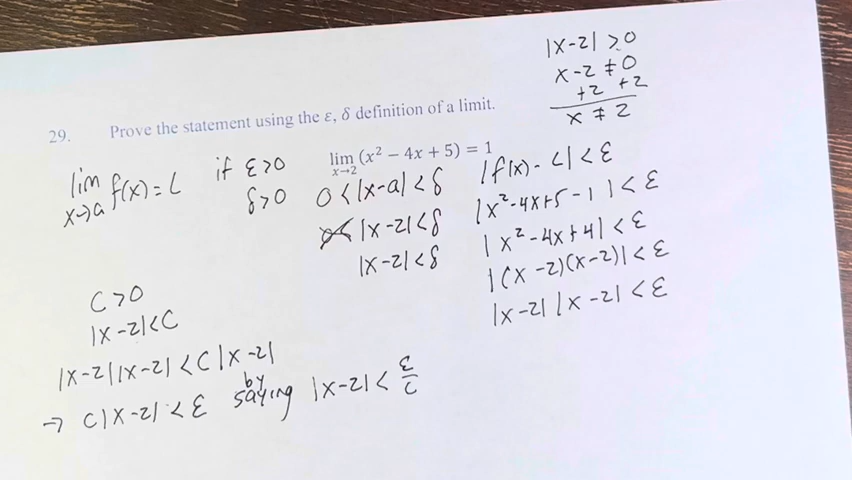 |x-2| > 0
x-2 ≠ 0
+2 +2
x ≠ 2
29. Prove the statement using the ε, δ definition of a limit.
lim x→2 (x² − 4x + 5) = 1
lim x→a f(x) = L if ε>0
δ>0
0 < |x-a| < δ
0< |x-2| < δ
|x-2| < δ
|f(x) - L| < ε
|x²-4x+5-1| < ε
|x²-4x+4| < ε
|(x-2)(x-2)| < ε
|x-2| |x-2| < ε
C > 0
|x-2| < C
|x-2||x-2| < C|x-2|
→ C|x-2| < ε by saying |x-2| < ε/C